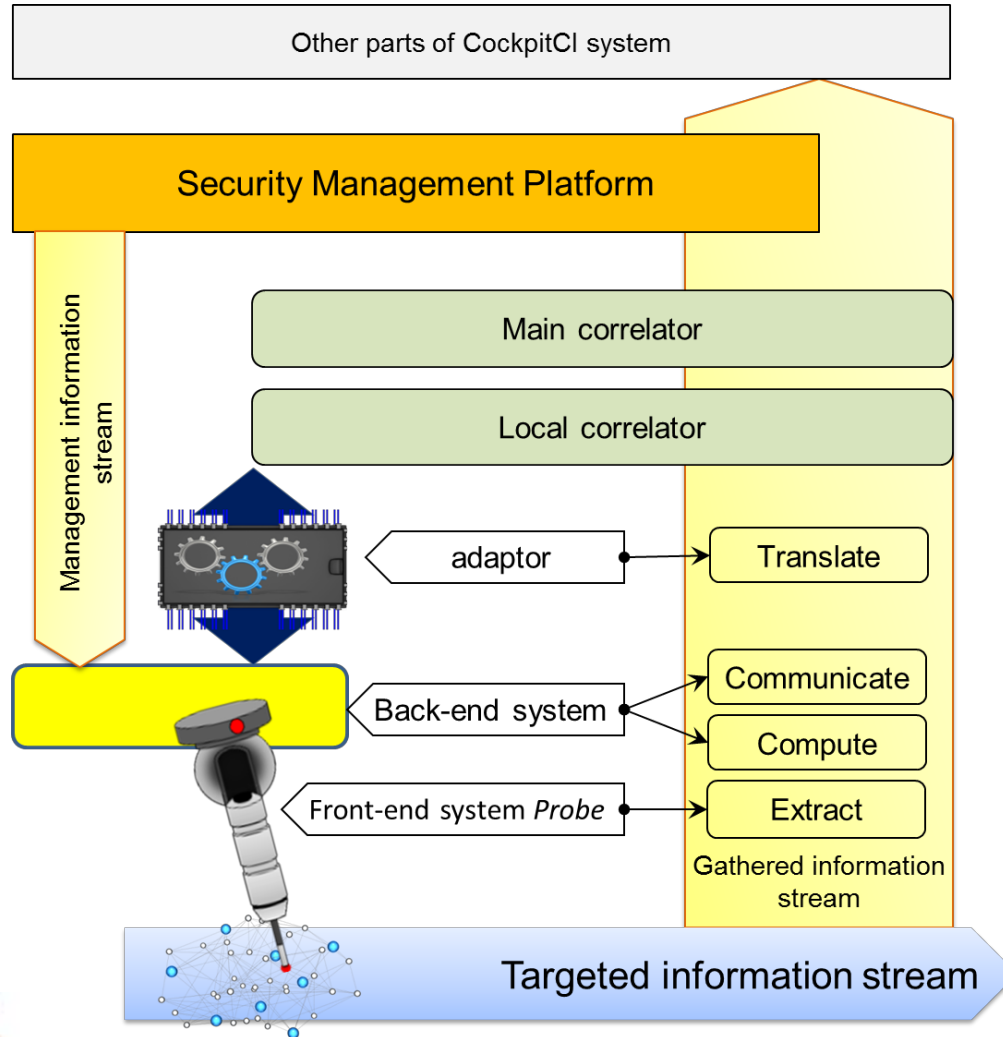 Other parts of CockpitCI system
Security Management Platform
Management information
stream
Main correlator
Local correlator
adaptor
Translate
Back-end system
Communicate
Compute
Front-end system Probe
Extract
Gathered information
stream
Targeted information stream